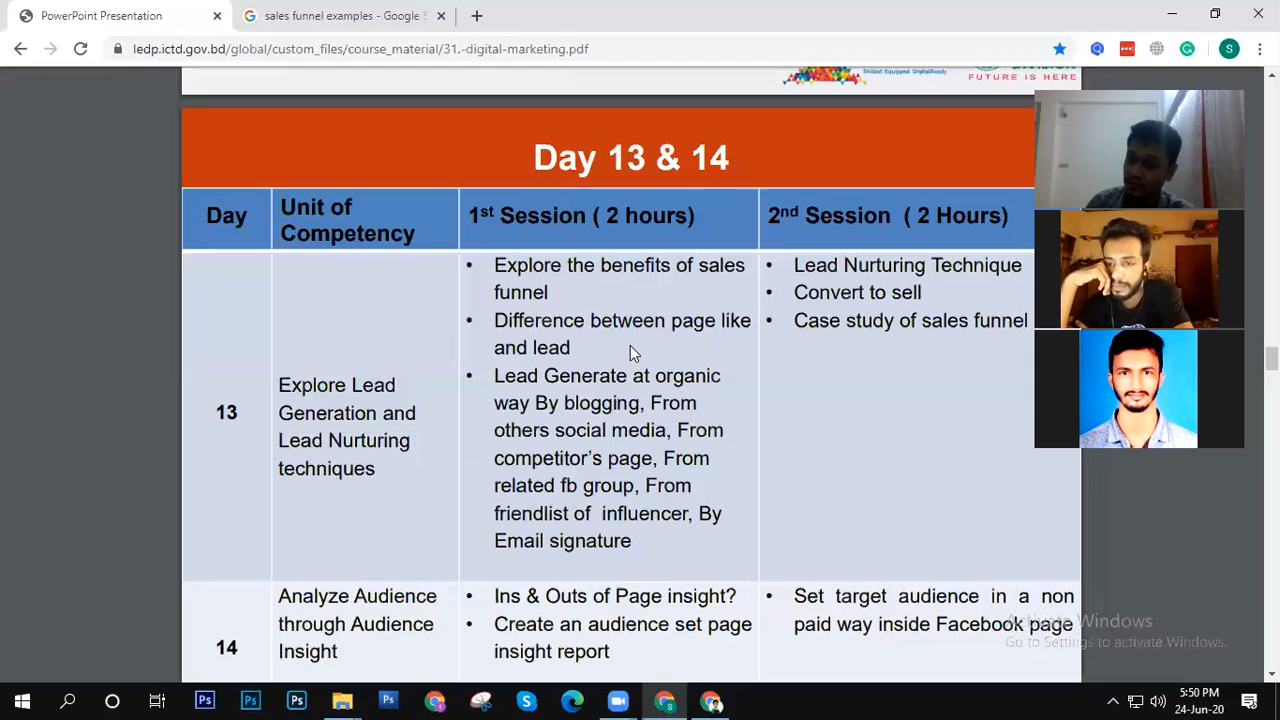 PowerPoint Presentation
sales funnel examples - Google S
ledp.ictd.gov.bd/global/custom_files/course_material/31.-digital-marketing.pdf
S
FUTURE IS HERE
Day 13 & 14
Day
Unit of
Competency
1st Session ( 2 hours)
2nd Session ( 2 Hours)
13
Explore Lead
Generation and
Lead Nurturing
techniques
• Explore the benefits of sales
funnel
• Difference between page like
and lead
• Lead Generate at organic
way By blogging, From
others social media, From
competitor's page, From
related fb group, From
friendlist of influencer, By
Email signature
• Lead Nurturing Technique
• Convert to sell
• Case study of sales funnel
14
Analyze Audience
through Audience
Insight
• Ins & Outs of Page insight?
• Create an audience set page
insight report
• Set target audience in a non
paid way inside Facebook page
Activate Windows
Go to Settings to activate Windows.
Ps
Ps
Ps
Ps
5:50 PM
24-Jun-20